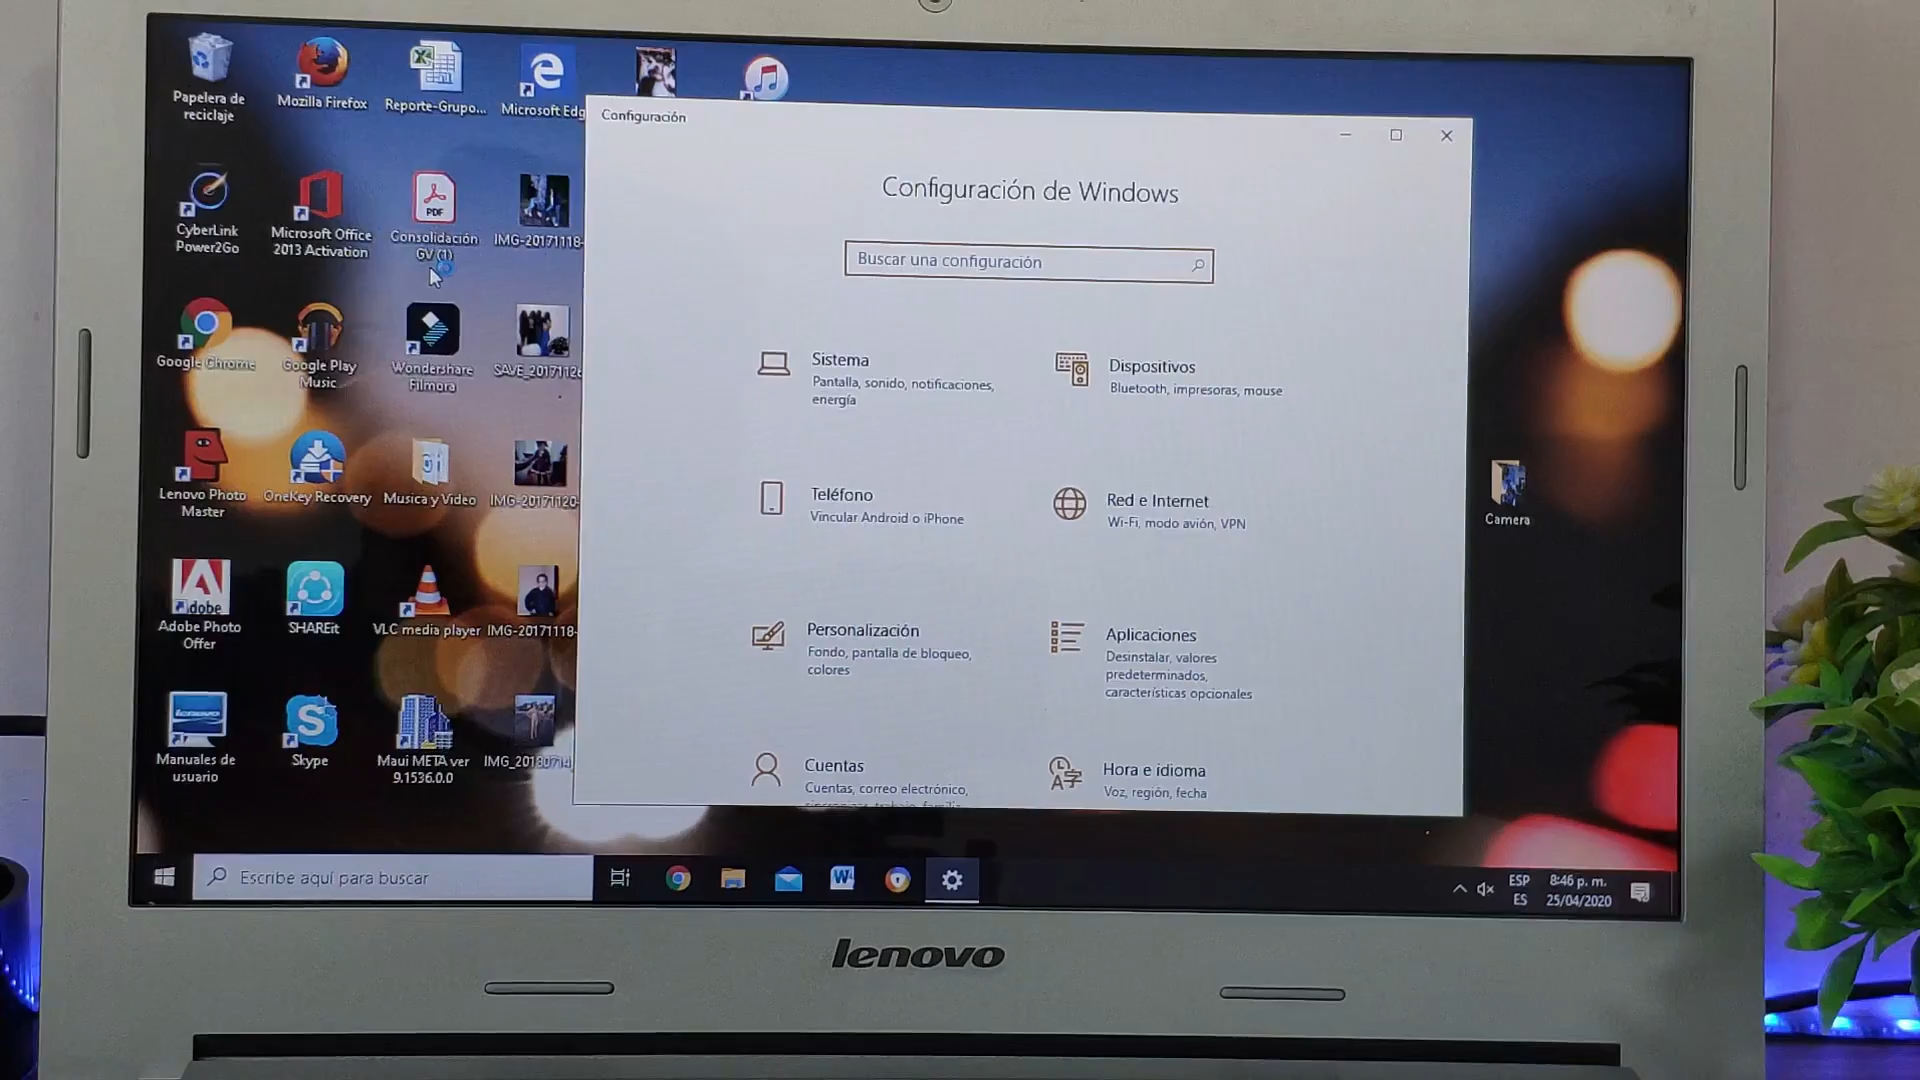 Papelera de
reciclaje
Mozilla Firefox
Reporte-Grupo...
Microsoft Edg
CyberLink
Power2Go
Microsoft Office
2013 Activation
PDF
Consolidación
GV (1)
IMG-20171118-
Google Chrome
Google Play
Music
Wondershare
Filmora
SAVE_2017112
Lenovo Photo
Master
OneKey Recovery
Musica y Video
IMG-20171120-
Adobe
Adobe Photo
Offer
SHAREit
VLC media player
IMG-20171118-
Manuales de
usuario
Skype
Maui META ver
9.1536.0.0
IMG_20180714
Configuración
Configuración de Windows
Buscar una configuración
Sistema
Pantalla, sonido, notificaciones,
energía
Dispositivos
Bluetooth, impresoras, mouse
Teléfono
Vincular Android o iPhone
Red e Internet
Wi-Fi, modo avión, VPN
Personalización
Fondo, pantalla de bloqueo,
colores
Aplicaciones
Desinstalar, valores
predeterminados,
características opcionales
Cuentas
Cuentas, correo electrónico,
Hora e idioma
Voz, región, fecha
Camera
Escribe aquí para buscar
ESP
ES
8:46 p. m.
25/04/2020
lenovo